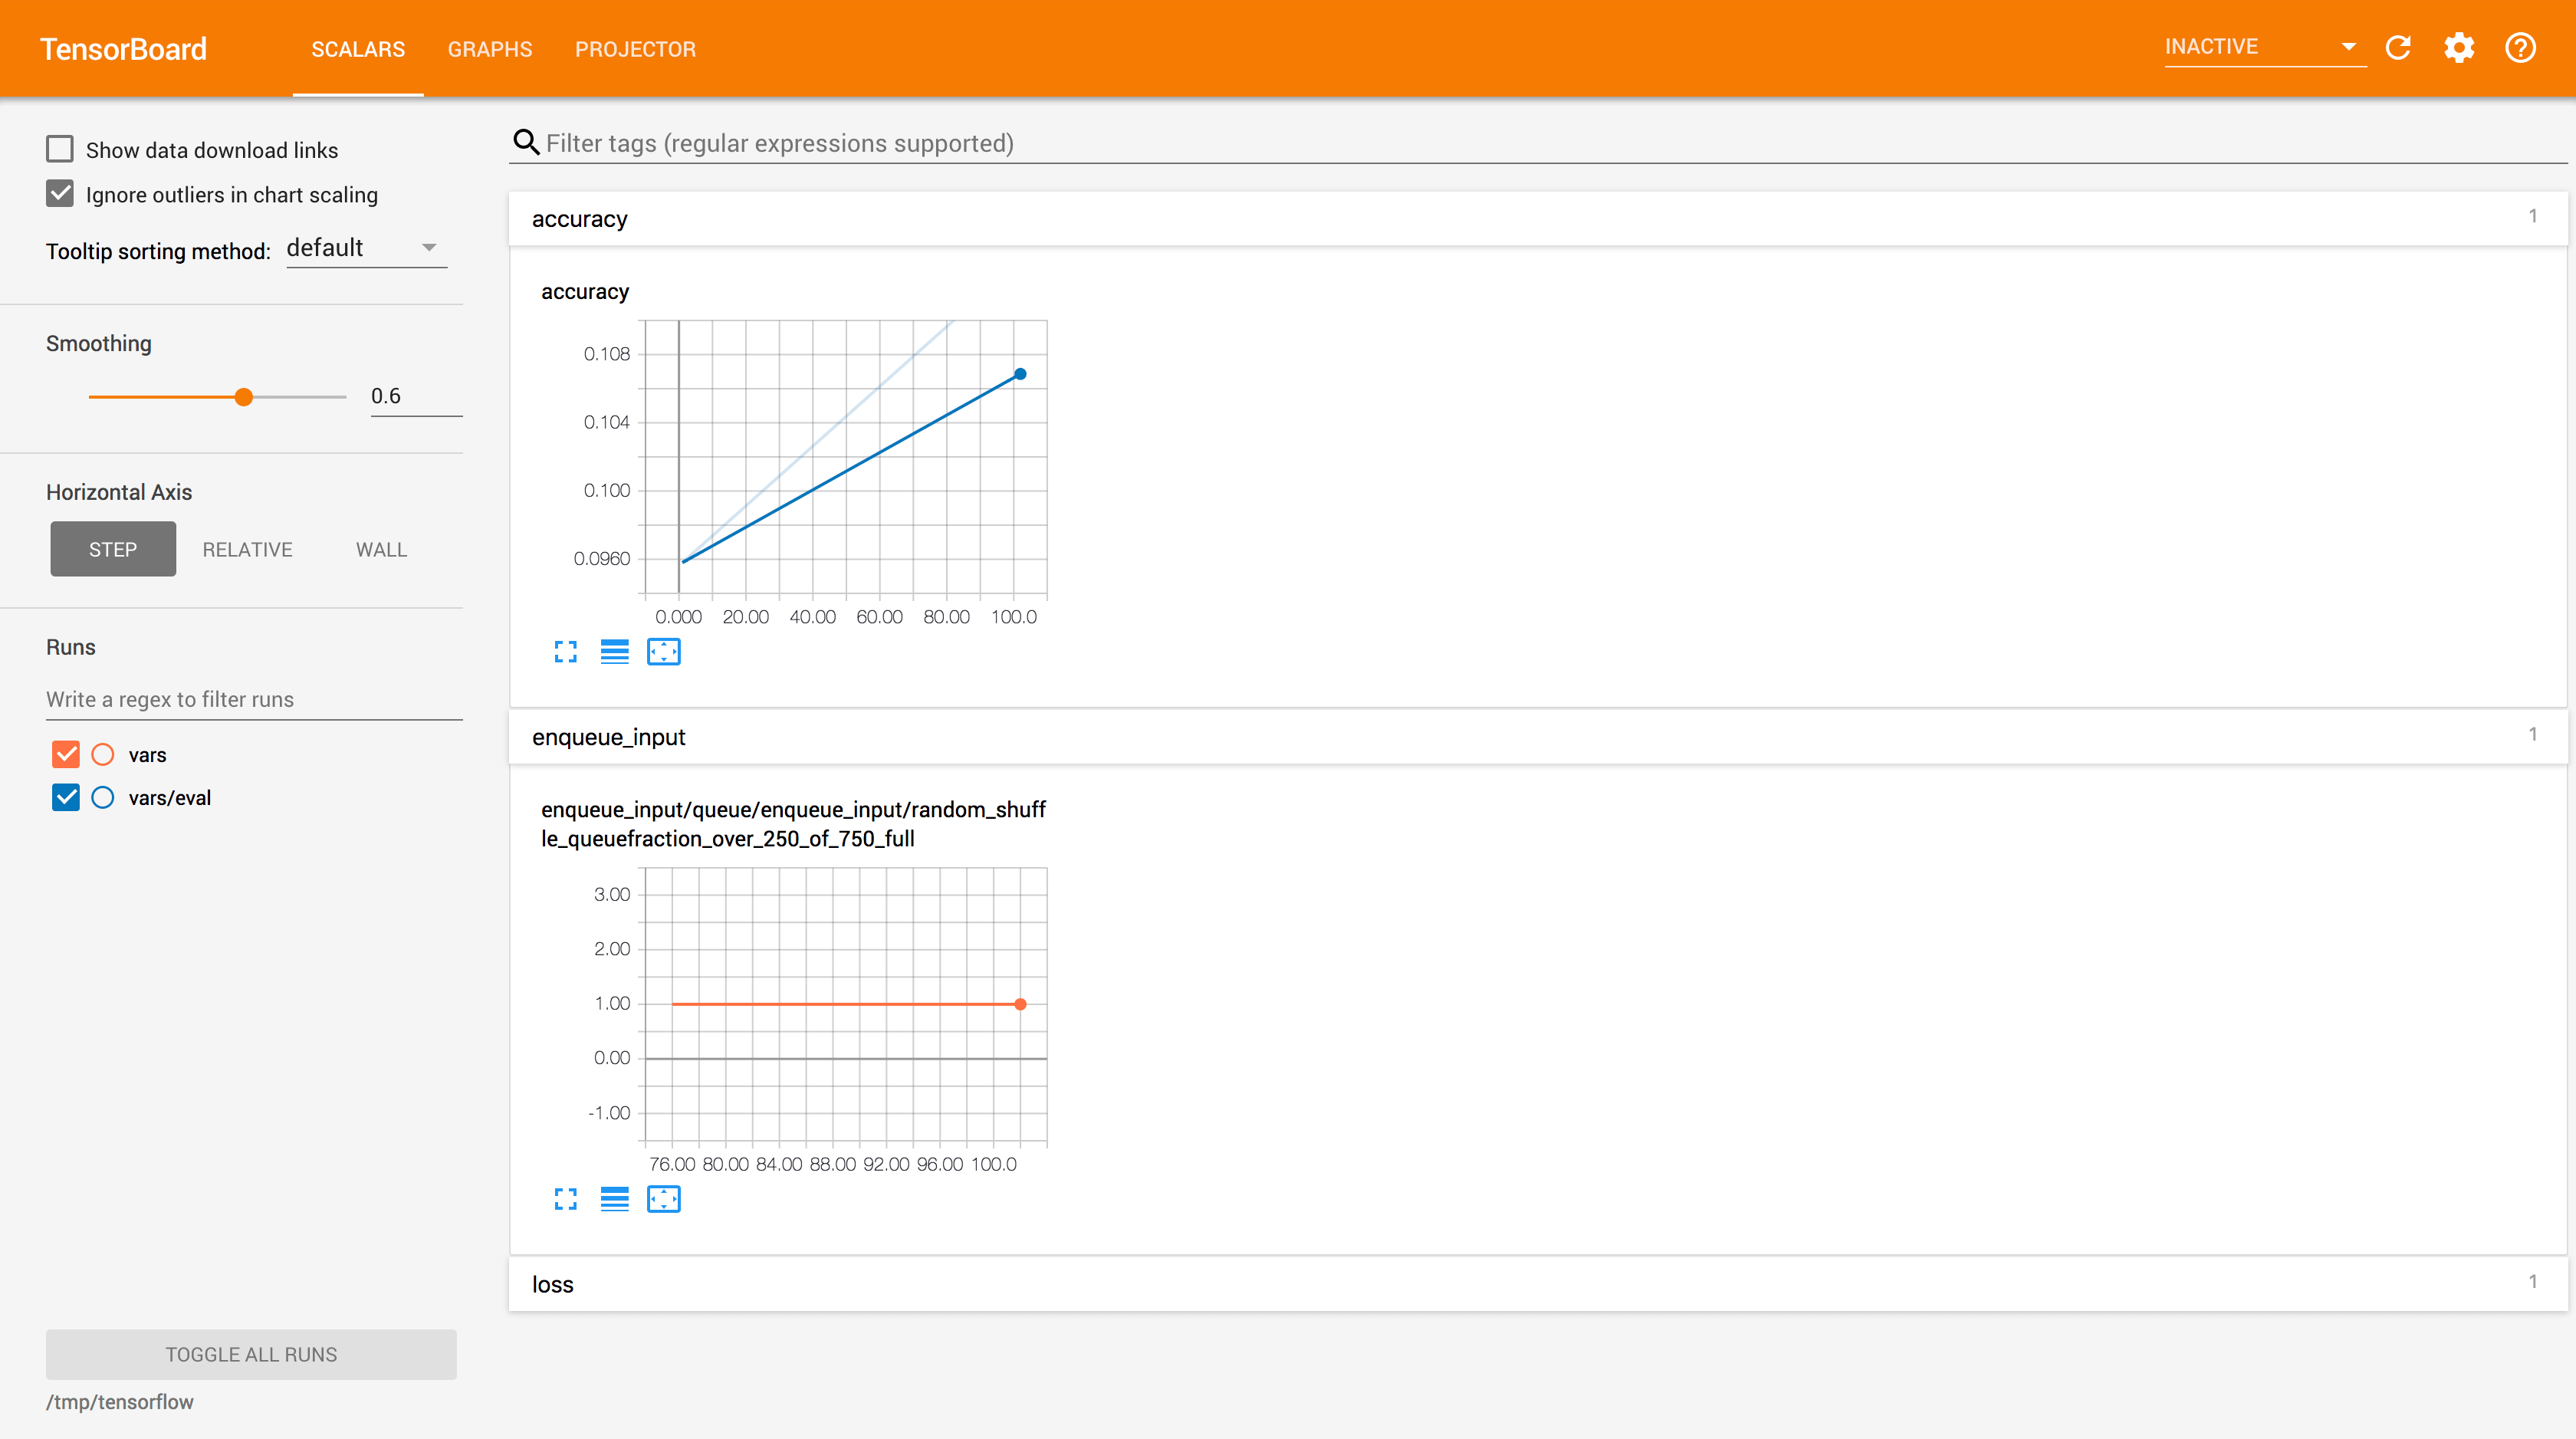 TensorBoard SCALARS GRAPHS PROJECTOR INACTIVE
Show data download links
Ignore outliers in chart scaling
Tooltip sorting method: default
Smoothing
0.6
Horizontal Axis
STEP RELATIVE WALL
Runs
Write a regex to filter runs
vars
vars/eval
TOGGLE ALL RUNS
/tmp/tensorflow
Filter tags (regular expressions supported)
accuracy 1
accuracy
0.108
0.104
0.100
0.0960
0.000 20.00 40.00 60.00 80.00 100.0
enqueue_input 1
enqueue_input/queue/enqueue_input/random_shuff
le_queuefraction_over_250_of_750_full
3.00
2.00
1.00
0.00
-1.00
76.00 80.00 84.00 88.00 92.00 96.00 100.0
loss 1